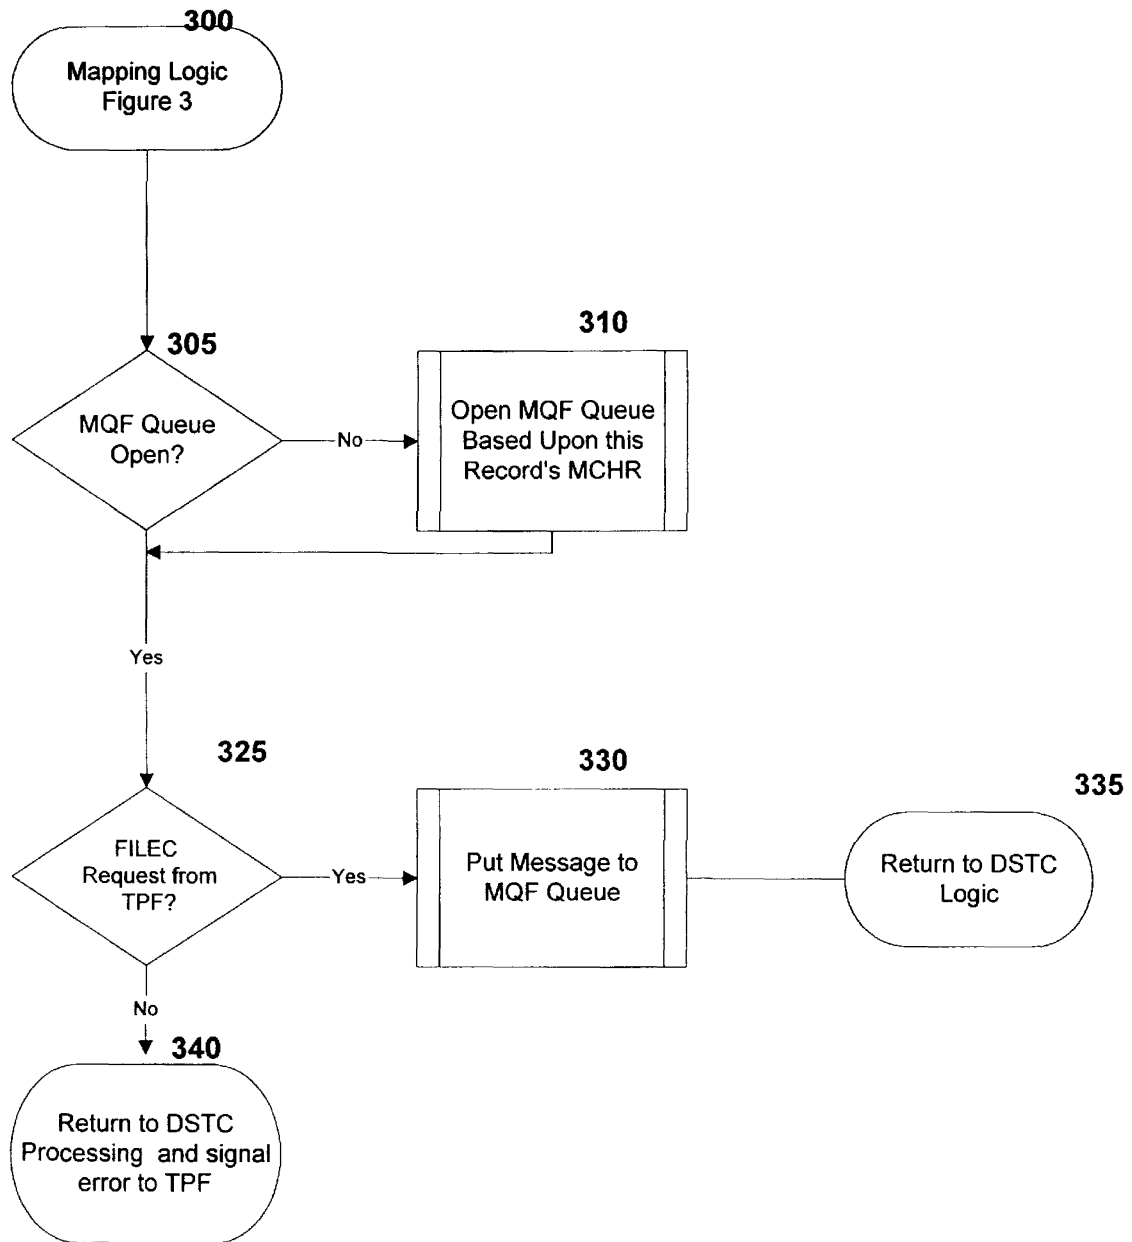 300
Mapping Logic
Figure 3
305
MQF Queue
Open?
No
310
Open MQF Queue
Based Upon this
Record's MCHR
Yes
325
FILEC
Request from
TPF?
Yes
330
Put Message to
MQF Queue
335
Return to DSTC
Logic
No
340
Return to DSTC
Processing and signal
error to TPF